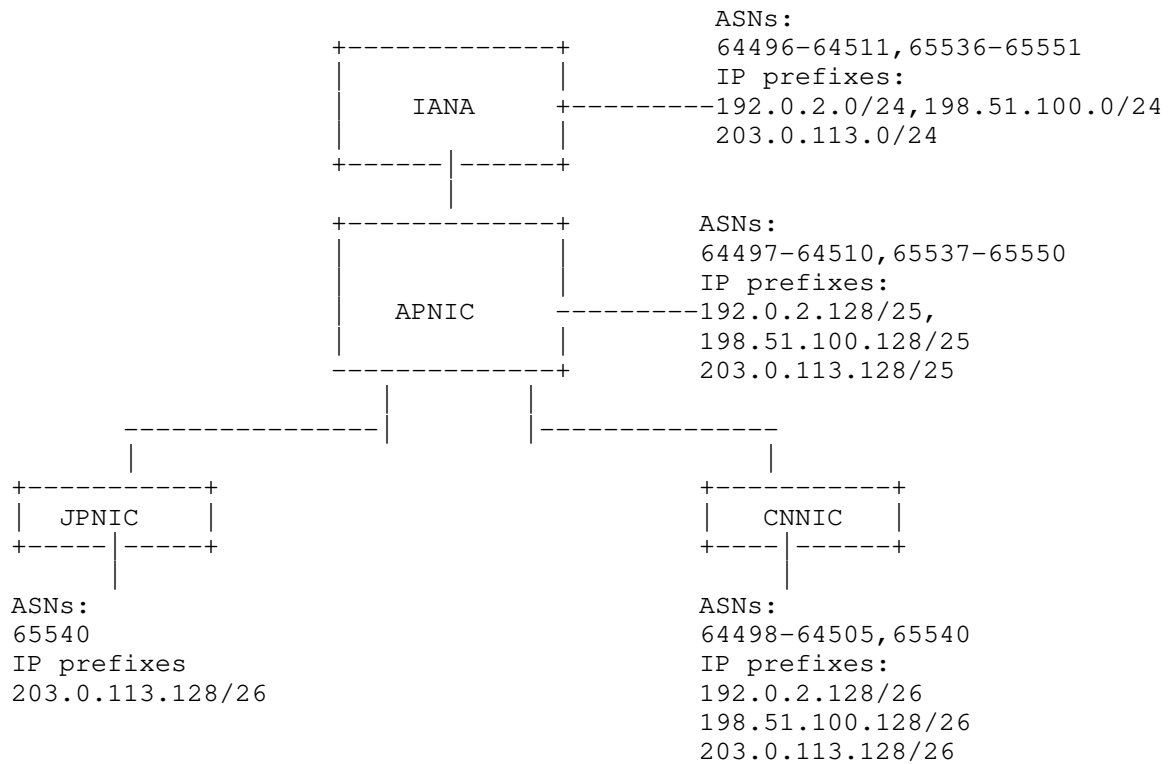 ASNs:
64496-64511,65536-65551
IP prefixes:
IANA
192.0.2.0/24,198.51.100.0/24
203.0.113.0/24
ASNs:
64497-64510,65537-65550
IP prefixes:
APNIC
192.0.2.128/25,
198.51.100.128/25
203.0.113.128/25
JPNIC
CNNIC
ASNs:
65540
IP prefixes
203.0.113.128/26
ASNs:
64498-64505,65540
IP prefixes:
192.0.2.128/26
198.51.100.128/26
203.0.113.128/26